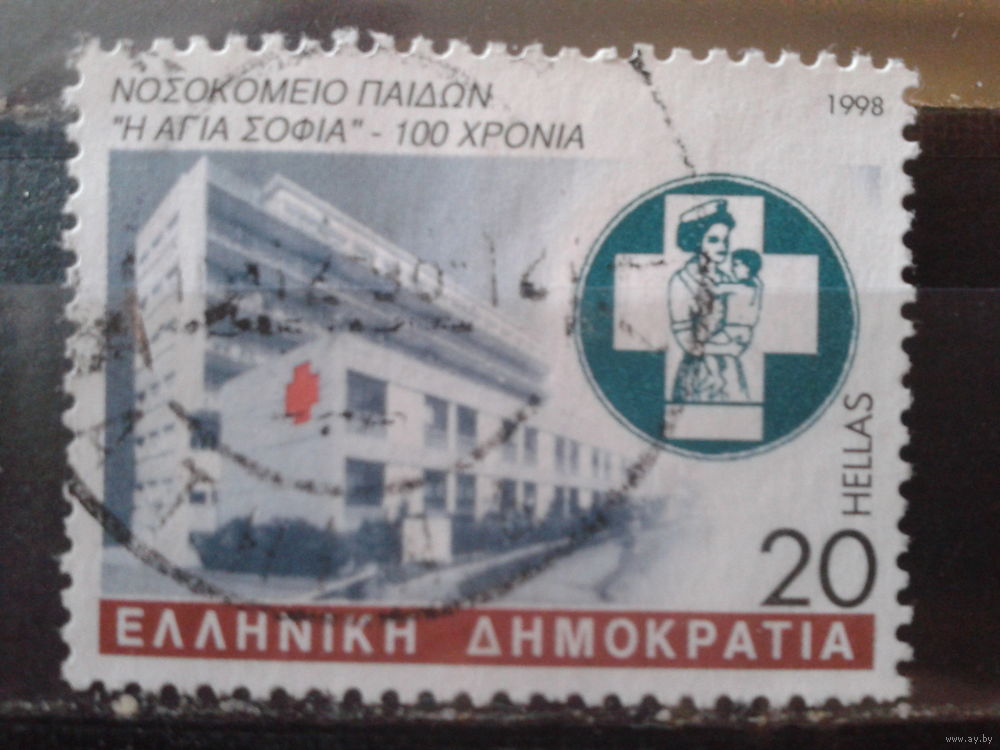 ΝΟΣΟΚΟΜΕΙΟ ΠΑΙΔΩΝ
"Η ΑΓΙΑ ΣΟΦΙΑ" - 100 ΧΡΟΝΙΑ
1998
HELLAS
20
ΕΛΛΗΝΙΚΗ ΔΗΜΟΚΡΑΤΙΑ
www.ay.by